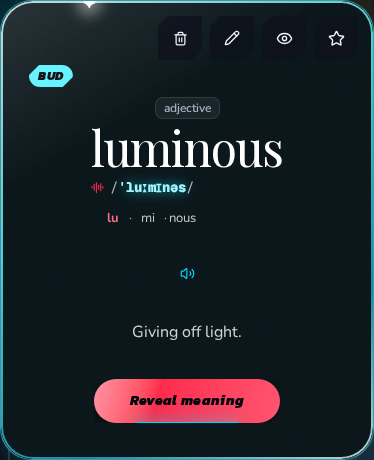 BUD
adjective
luminous
/ˈluːmɪnəs/
lu · mi · nous
Giving off light.
Reveal meaning